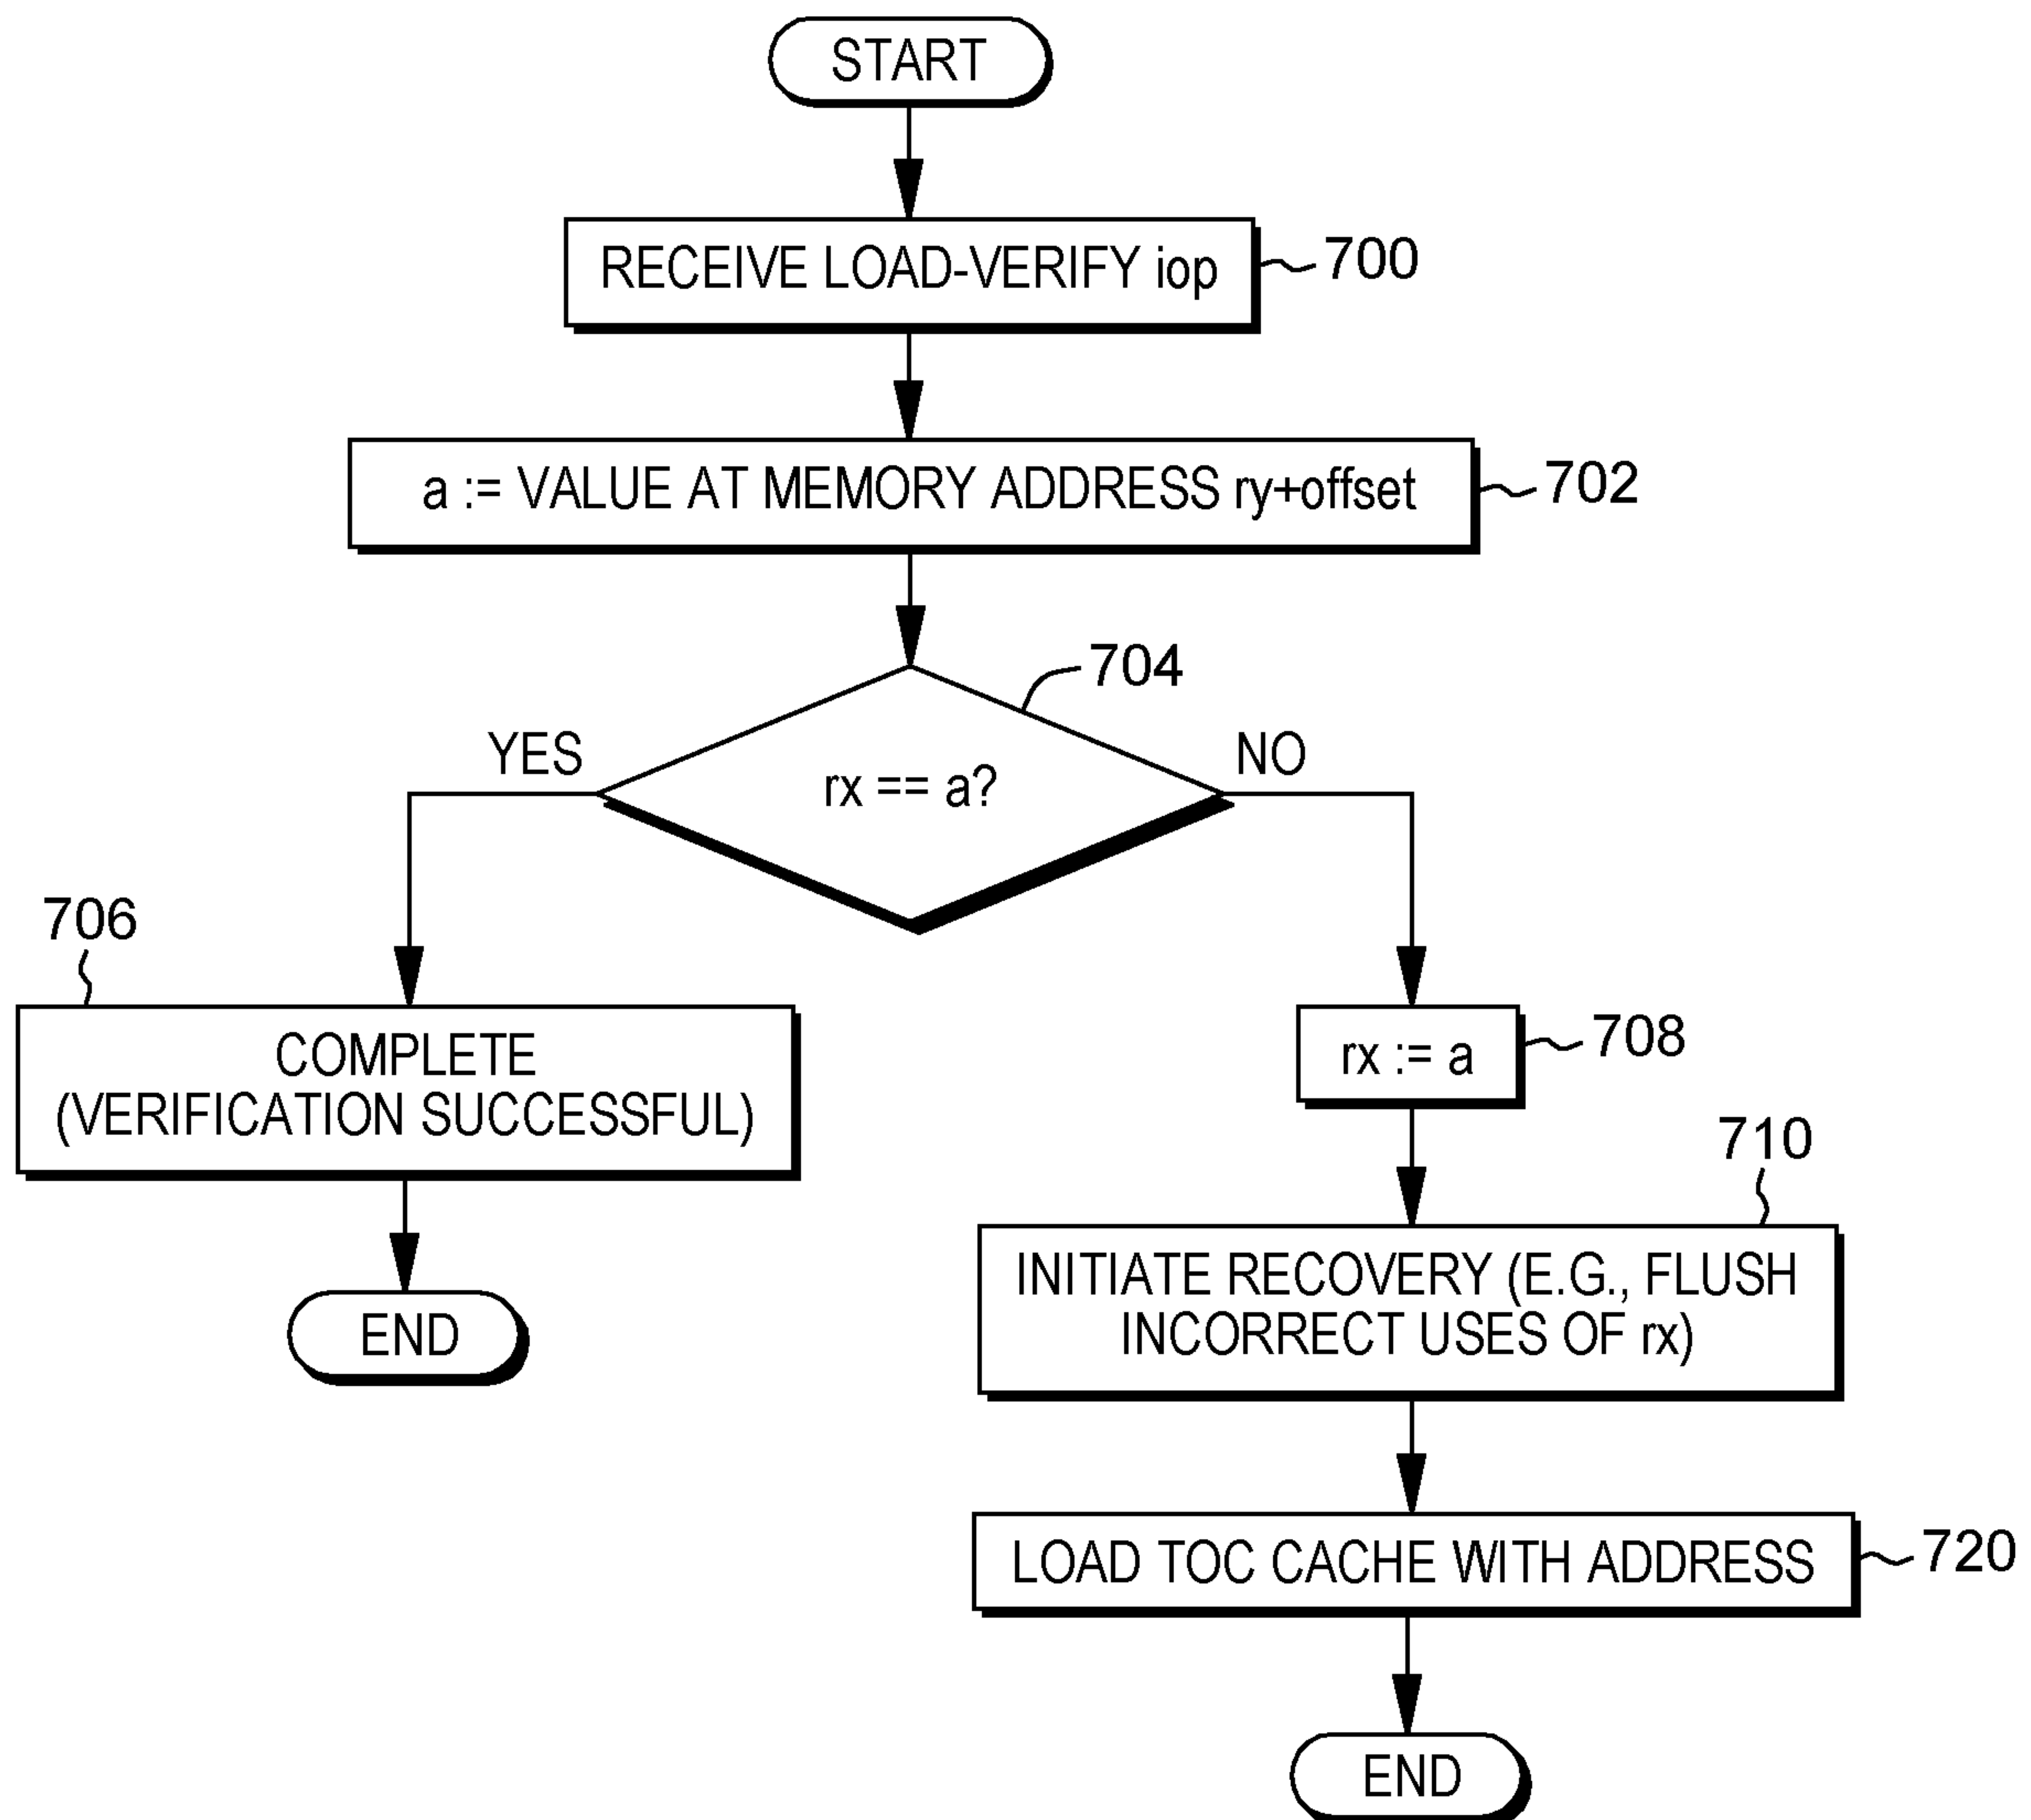 START
RECEIVE LOAD-VERIFY iop
700
a := VALUE AT MEMORY ADDRESS ry+offset
702
704
YES
rx == a?
NO
706
COMPLETE
(VERIFICATION SUCCESSFUL)
END
rx := a
708
710
INITIATE RECOVERY (E.G., FLUSH
INCORRECT USES OF rx)
LOAD TOC CACHE WITH ADDRESS
720
END